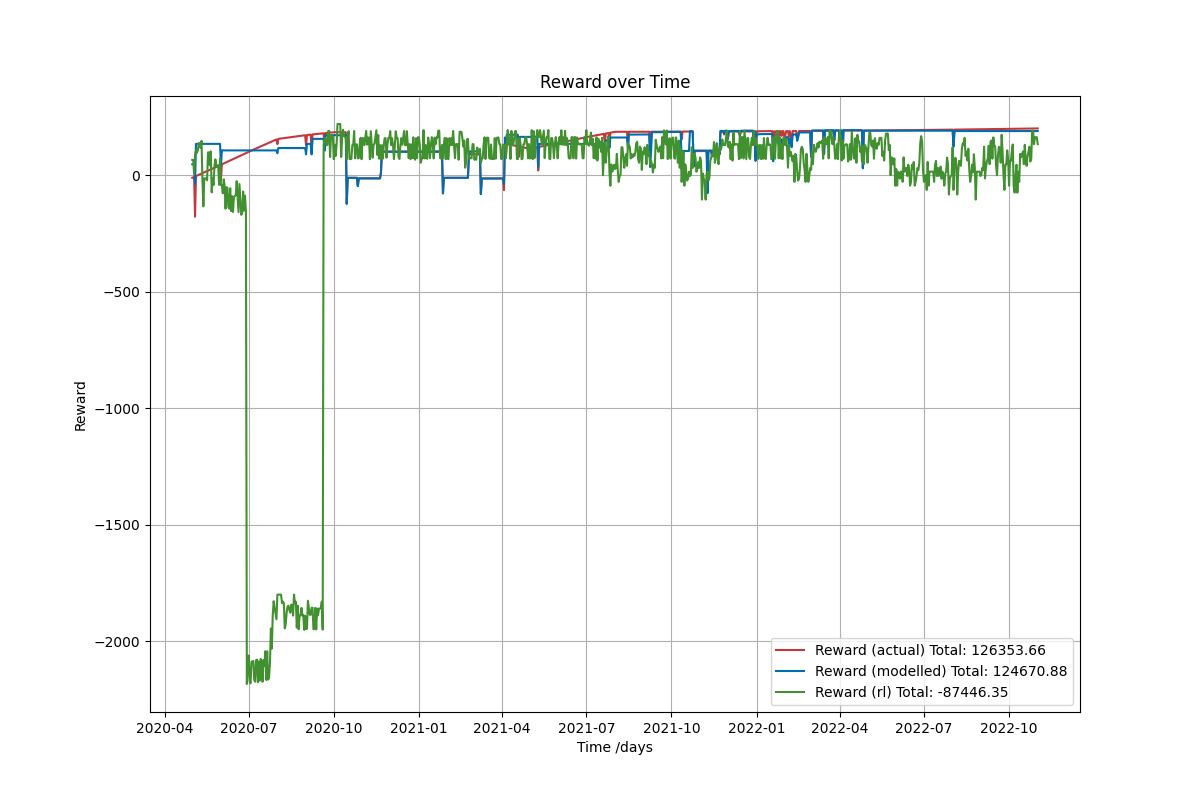 Reward over Time
Reward
0
−500
−1000
−1500
−2000
Reward (actual) Total: 126353.66
Reward (modelled) Total: 124670.88
Reward (rl) Total: -87446.35
2020-04 2020-07 2020-10 2021-01 2021-04 2021-07 2021-10 2022-01 2022-04 2022-07 2022-10
Time /days